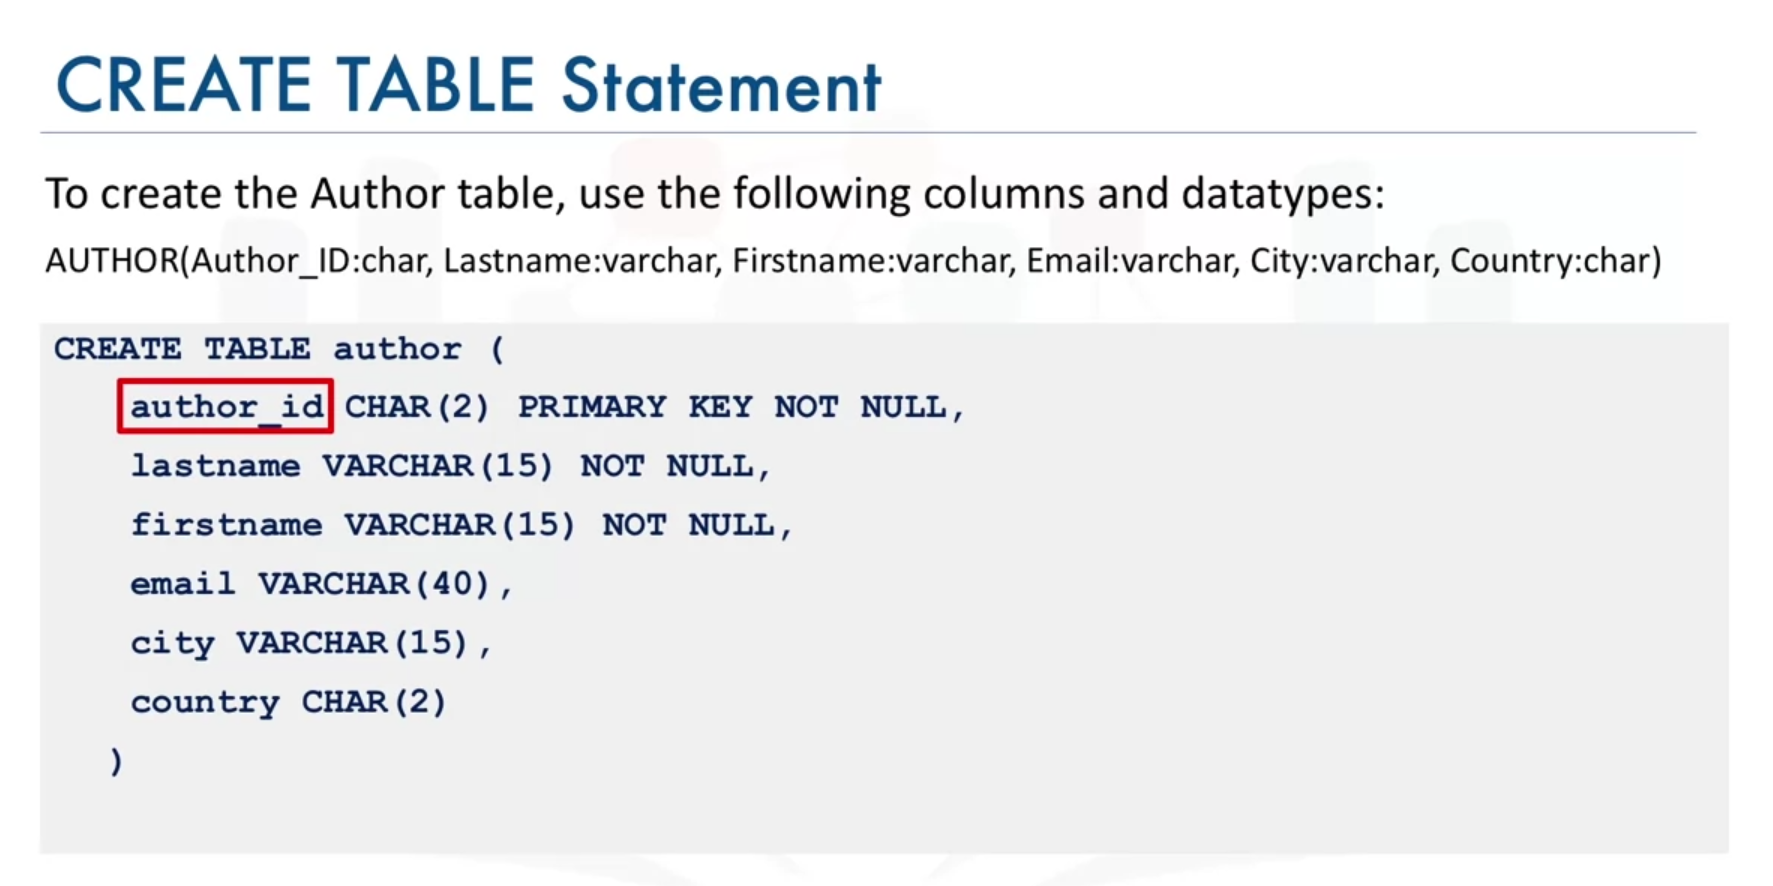 CREATE TABLE Statement
To create the Author table, use the following columns and datatypes:
AUTHOR(Author_ID:char, Lastname:varchar, Firstname:varchar, Email:varchar, City:varchar, Country:char)
CREATE TABLE author (
author_id CHAR(2) PRIMARY KEY NOT NULL,
lastname VARCHAR(15) NOT NULL,
firstname VARCHAR(15) NOT NULL,
email VARCHAR(40),
city VARCHAR(15),
country CHAR(2)
)